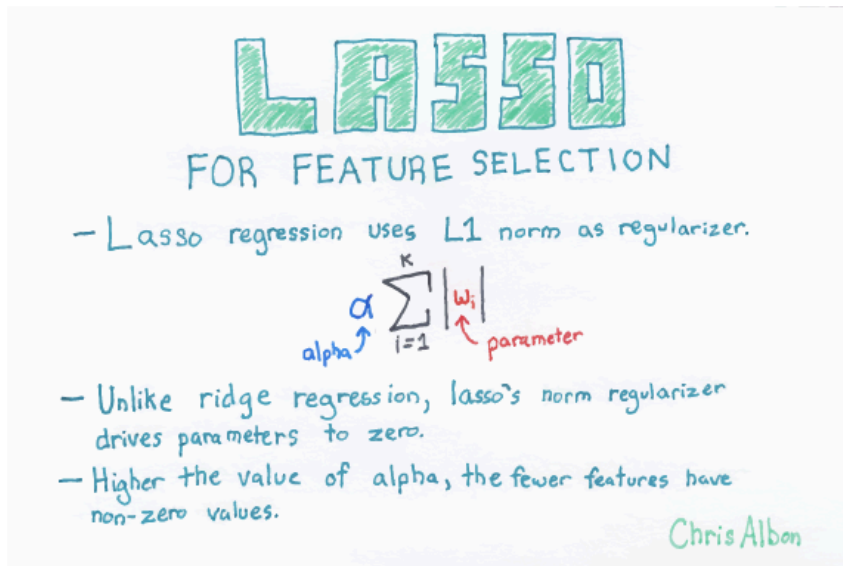 LASSO
FOR FEATURE SELECTION
- Lasso regression uses L1 norm as regularizer.
K
α ∑ |wᵢ|
i=1
alpha
parameter
- Unlike ridge regression, lasso's norm regularizer
drives parameters to zero.
- Higher the value of alpha, the fewer features have
non-zero values.
Chris Albon